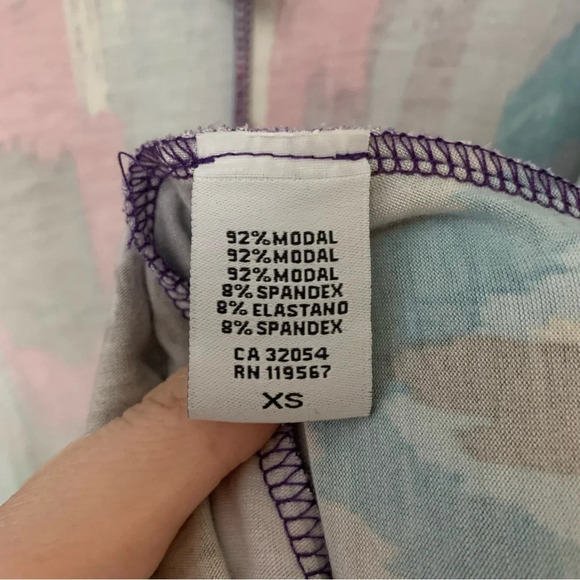 92% MODAL
92% MODAL
92% MODAL
8% SPANDEX
8% ELASTANO
8% SPANDEX
CA 32054
RN 119567
XS